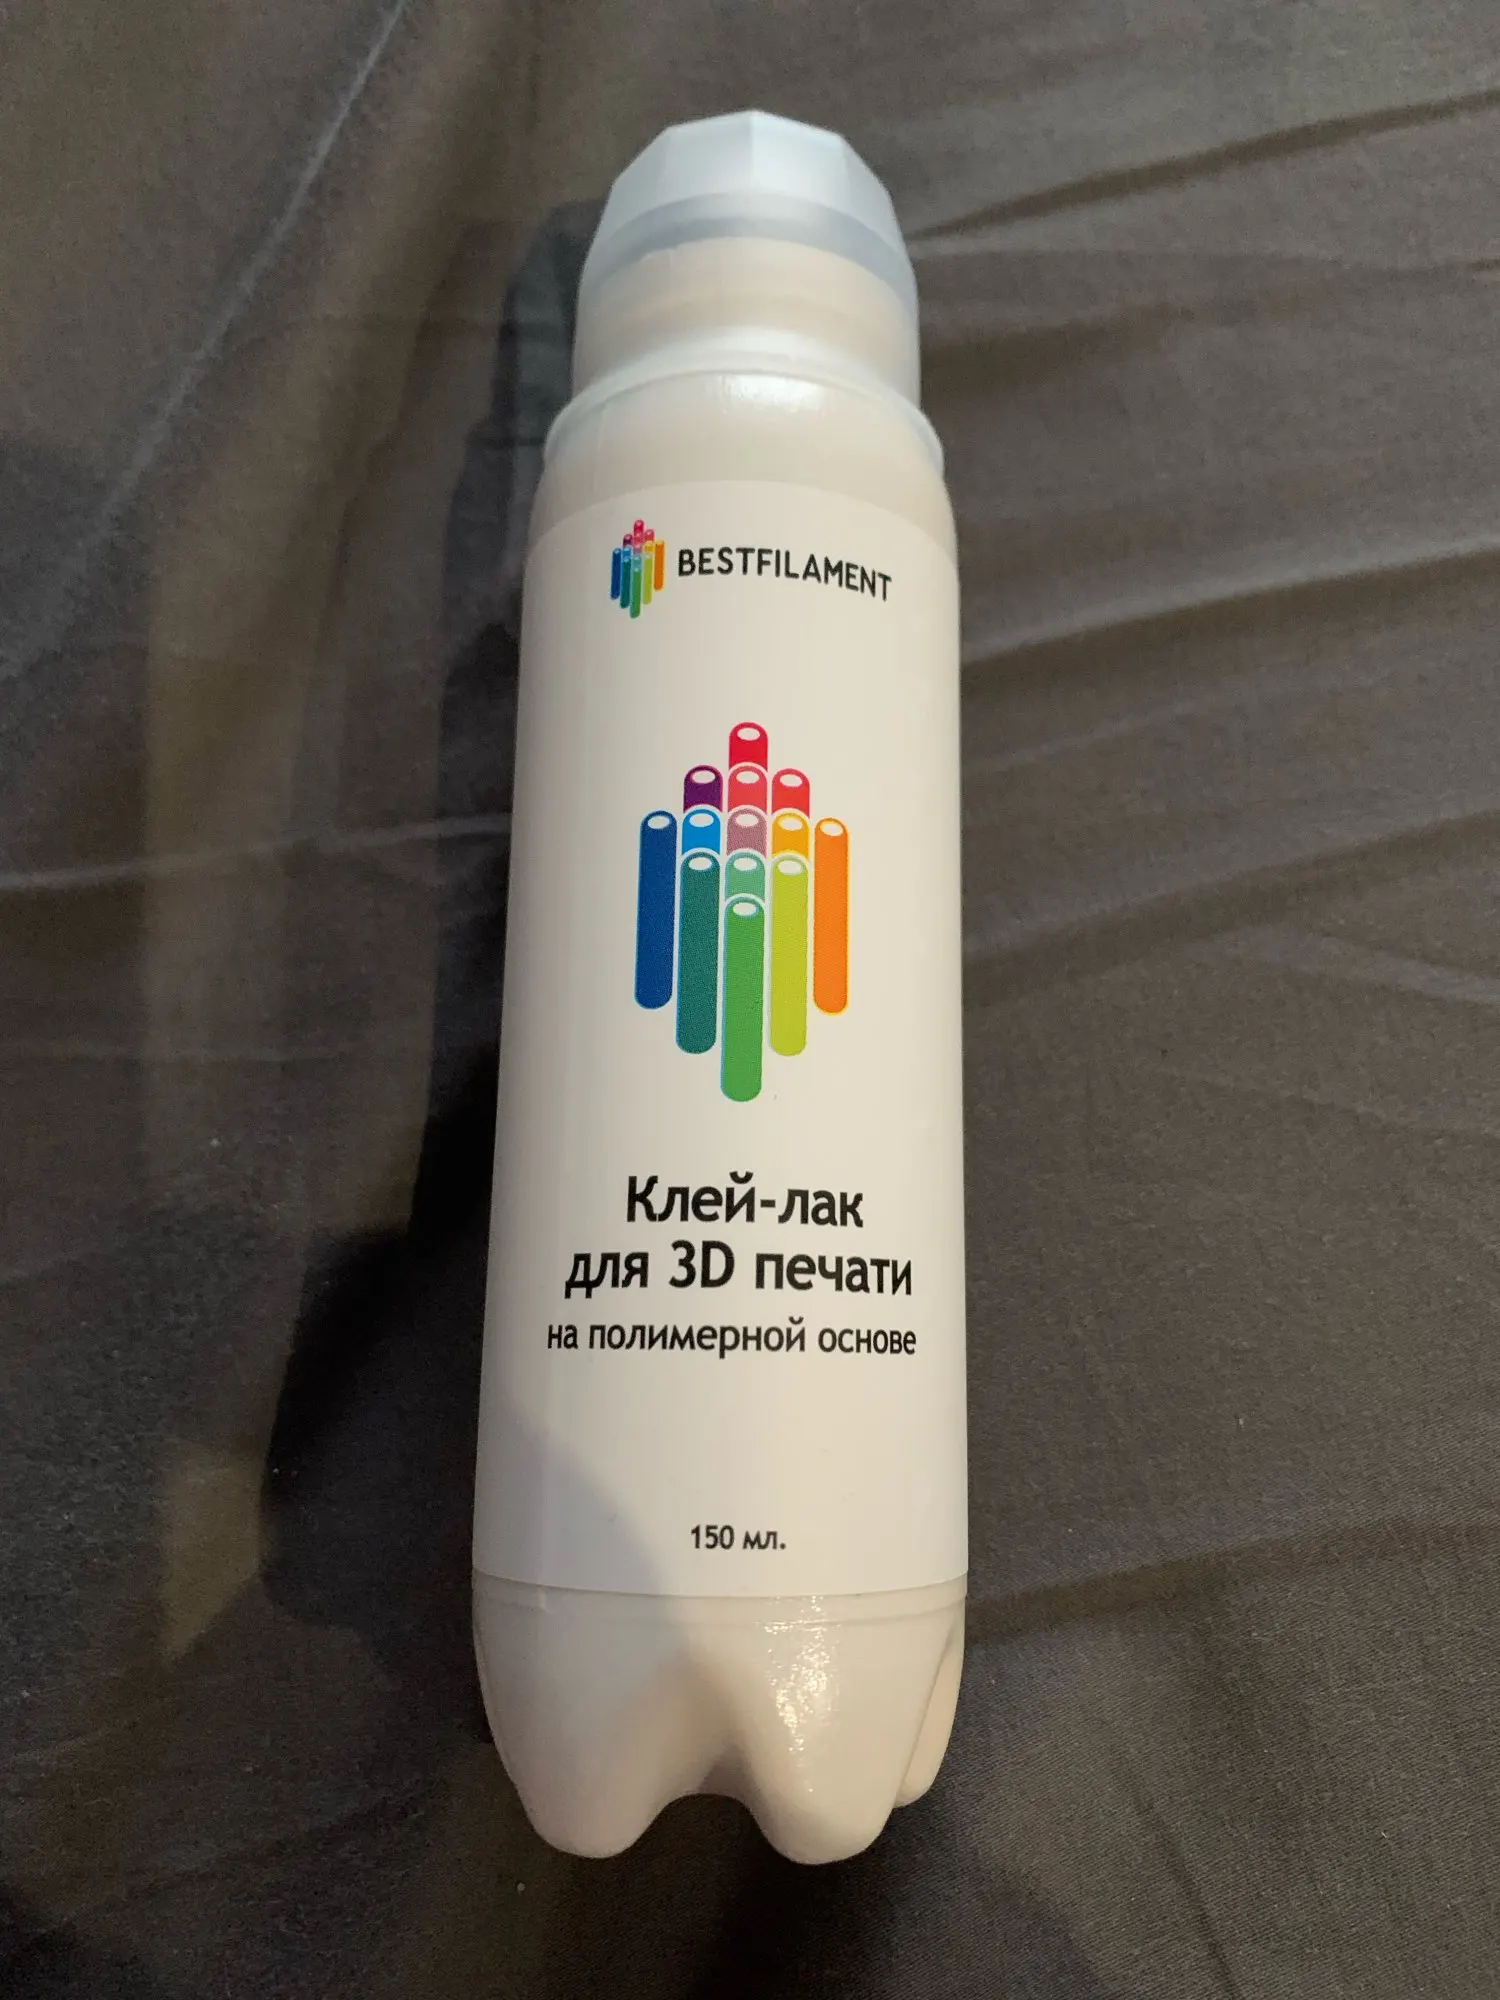 BESTFILAMENT
Клей-лак
для 3D печати
на полимерной основе
150 мл.